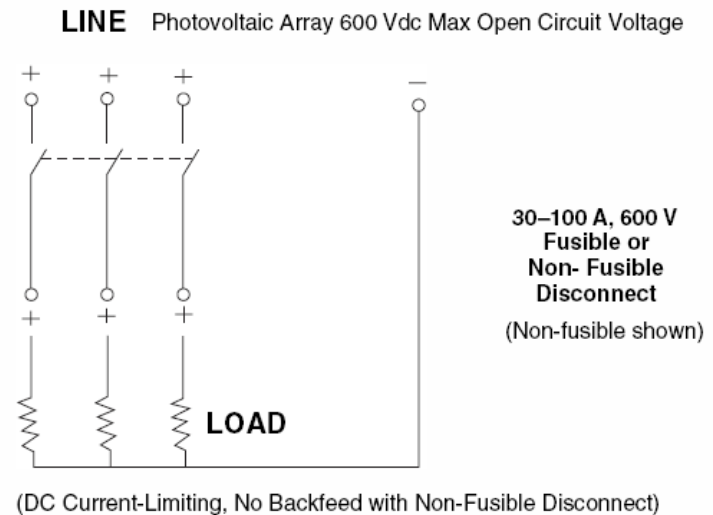 LINE Photovoltaic Array 600 Vdc Max Open Circuit Voltage
+ + + –
30–100 A, 600 V
Fusible or
Non- Fusible
Disconnect
+ + +
(Non-fusible shown)
LOAD
(DC Current-Limiting, No Backfeed with Non-Fusible Disconnect)